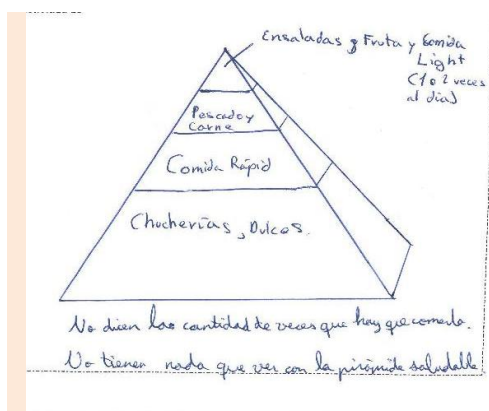 Ensaladas, Fruta y Comida
Light
(1 o 2 veces
al día)
Pescado y
Carne
Comida Rápid
Chucherías, Dulces.
No dicen las cantidad de veces que hay que comerlo.
No tienen nada que ver con la pirámide saludable